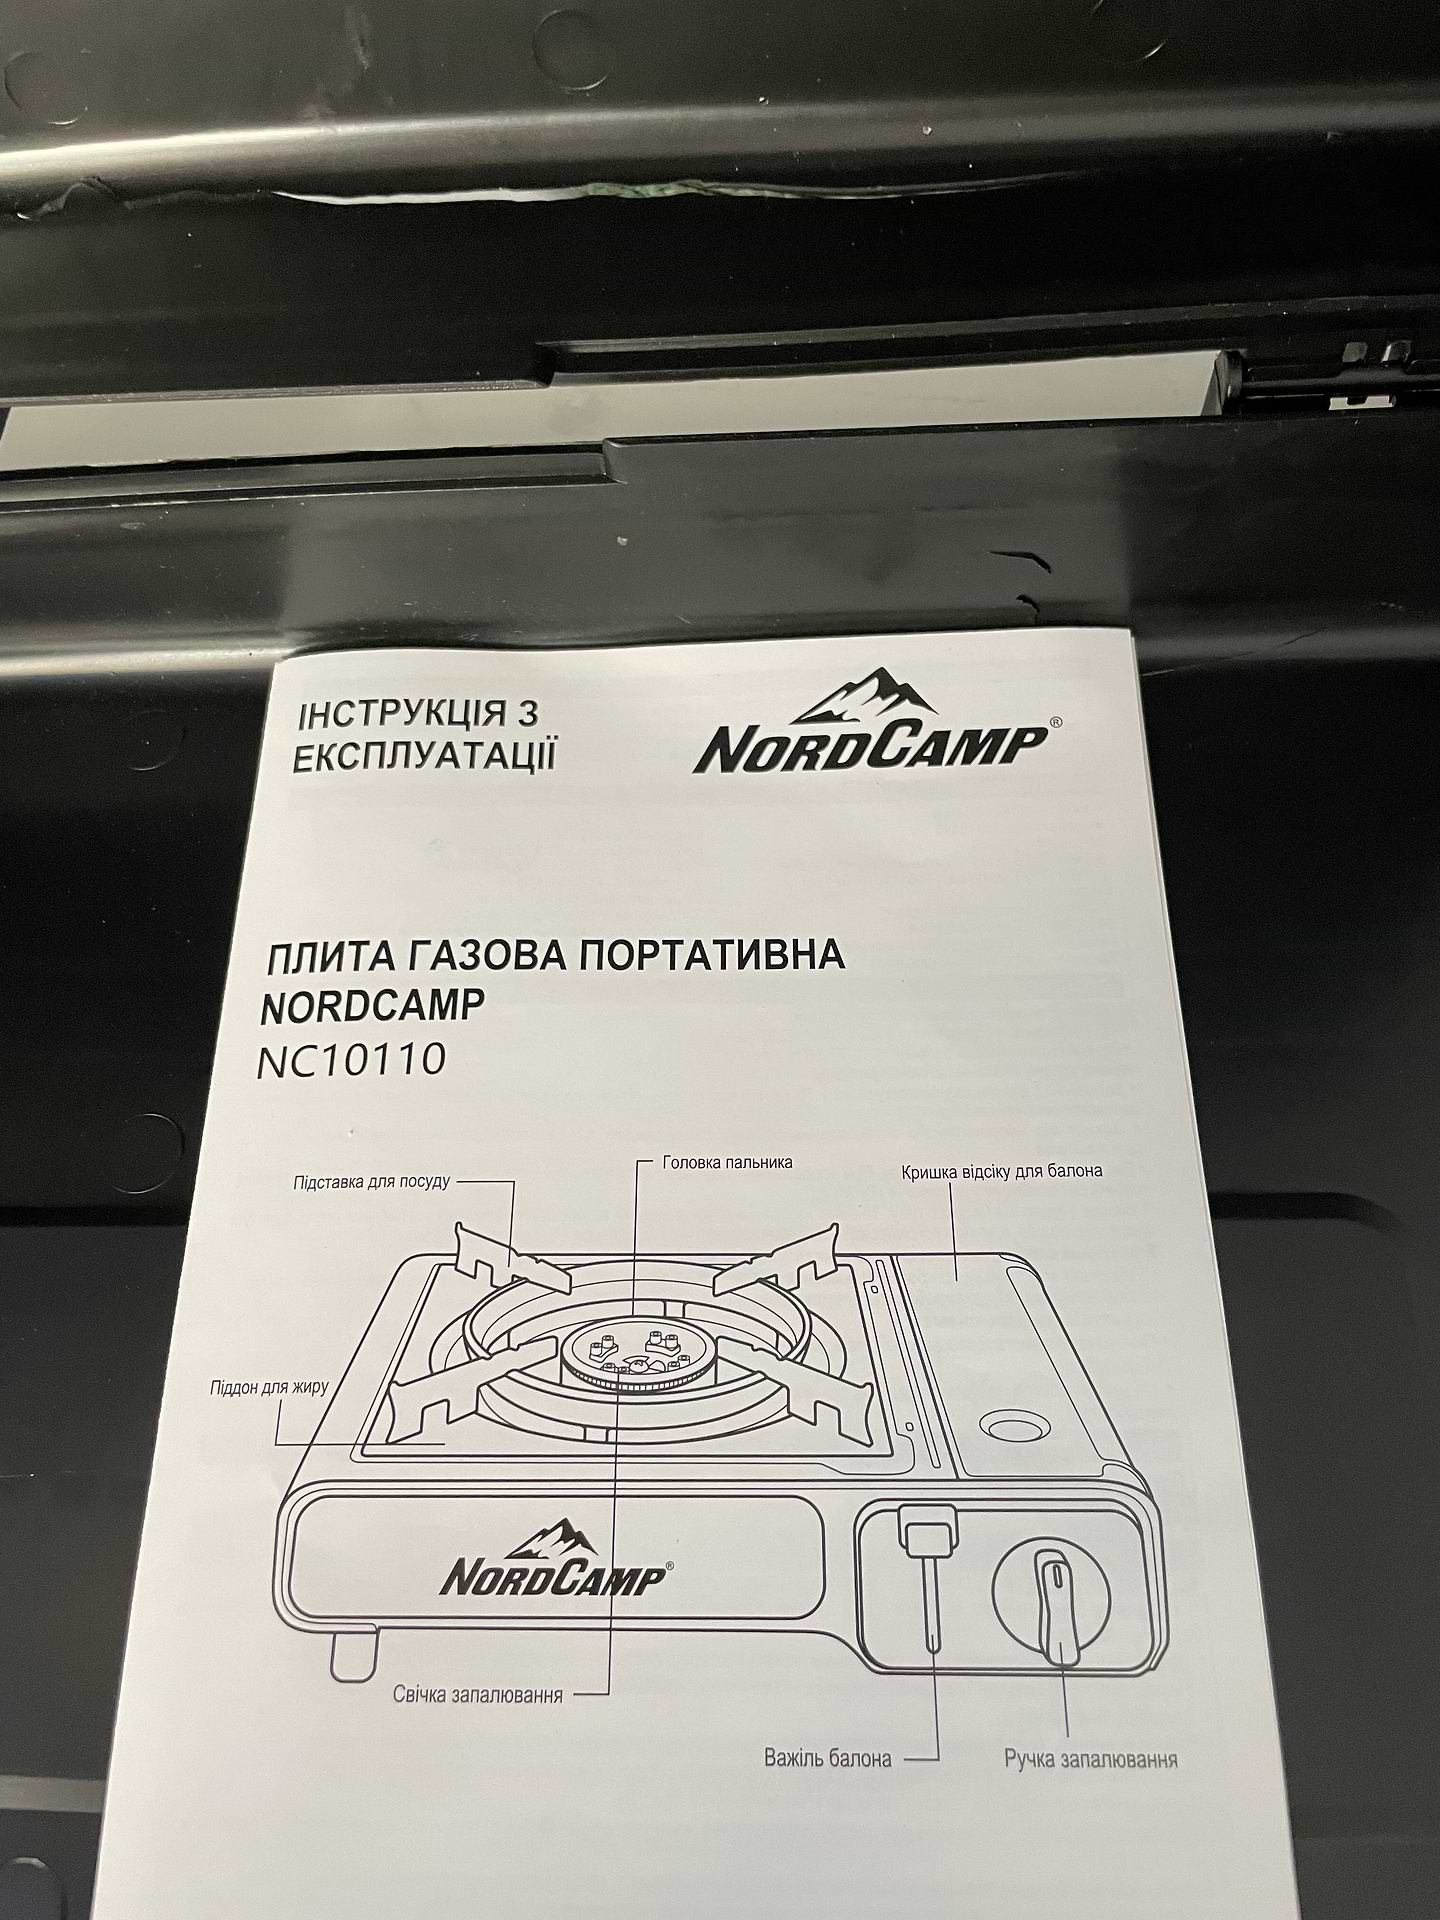 ІНСТРУКЦІЯ З
ЕКСПЛУАТАЦІЇ
NORDCAMP®
ПЛИТА ГАЗОВА ПОРТАТИВНА
NORDCAMP
NC10110
Головка пальника
Підставка для посуду
Кришка відсіку для балона
Піддон для жиру
NORDCAMP®
Свічка запалювання
Важіль балона
Ручка запалювання